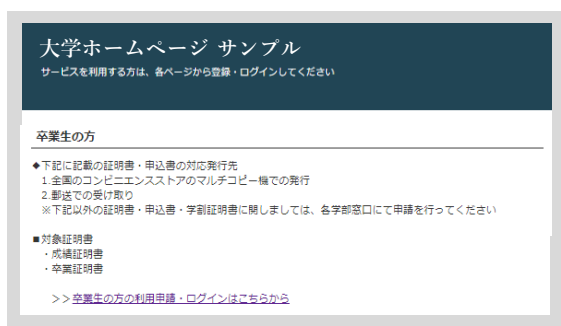 大学ホームページ サンプル
サービスを利用する方は、各ページから登録・ログインしてください
卒業生の方
◆下記に記載の証明書・申込書の対応発行先
1.全国のコンビニエンスストアのマルチコピー機での発行
2.郵送での受け取り
※下記以外の証明書・申込書・学割証明書に関しましては、各学部窓口にて申請を行ってください
■対象証明書
・成績証明書
・卒業証明書
>>卒業生の方の利用申請・ログインはこちらから